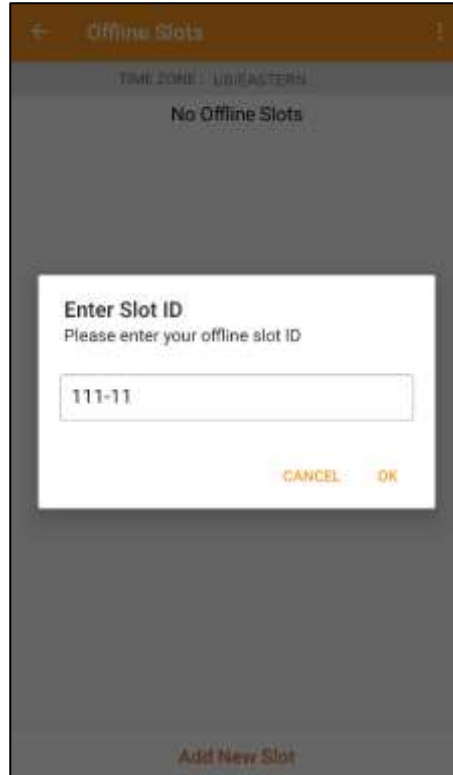 Offline Slots
TIME ZONE : US/EASTERN
No Offline Slots
Enter Slot ID
Please enter your offline slot ID
111-11
CANCEL OK
Add New Slot